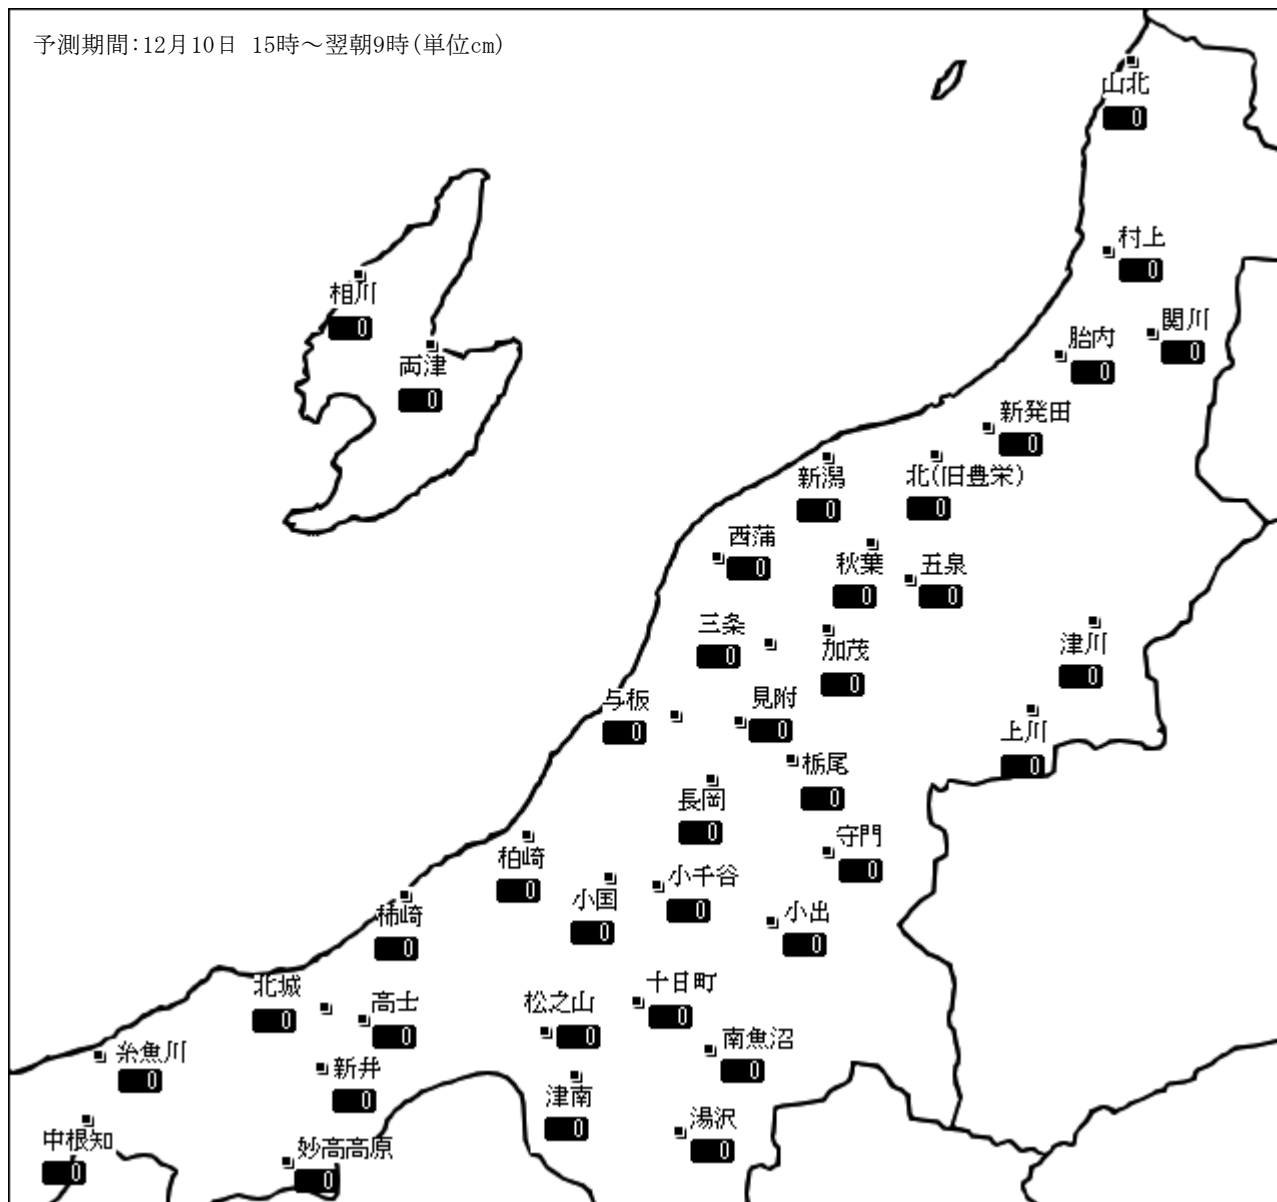 予測期間:12月10日 15時～翌朝9時(単位cm)
山北
0
村上
0
相川
0
関川
0
胎内
0
両津
0
新発田
0
新潟
0
北(旧豊栄)
0
西蒲
0
秋葉
0
五泉
0
三条
0
加茂
0
津川
0
与板
0
見附
0
上川
0
栃尾
0
長岡
0
守門
0
柏崎
0
小千谷
0
小国
0
小出
0
柿崎
0
北城
0
高士
0
松之山
0
十日町
0
南魚沼
0
糸魚川
0
新井
0
津南
0
湯沢
0
中根知
0
妙高高原
0